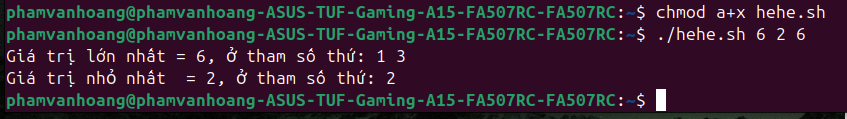 phamvanhoang@phamvanhoang-ASUS-TUF-Gaming-A15-FA507RC-FA507RC:~$ chmod a+x hehe.sh
phamvanhoang@phamvanhoang-ASUS-TUF-Gaming-A15-FA507RC-FA507RC:~$ ./hehe.sh 6 2 6
Giá trị lớn nhất = 6, ở tham số thứ: 1 3
Giá trị nhỏ nhất  = 2, ở tham số thứ: 2
phamvanhoang@phamvanhoang-ASUS-TUF-Gaming-A15-FA507RC-FA507RC:~$